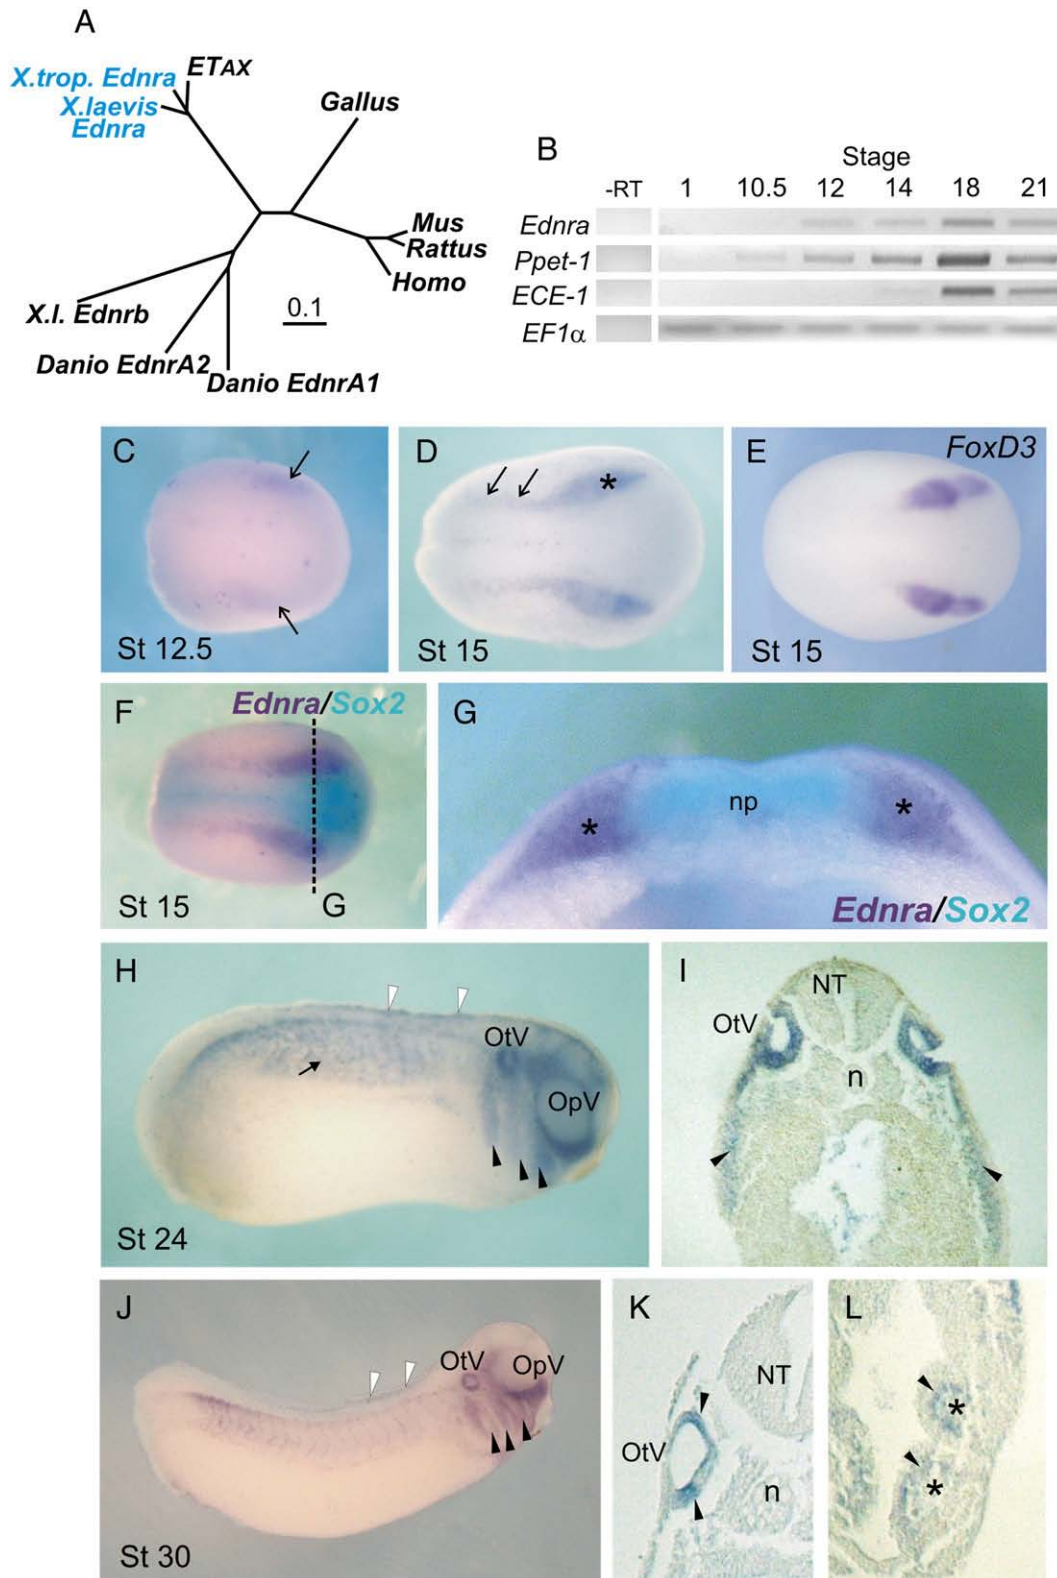 A
X.trop. Ednra
ETAX
X.laevis
Ednra
Gallus
Mus
Rattus
Homo
X.l. Ednrb
0.1
Danio EdnrA2
Danio EdnrA1
B
Stage
-RT 1 10.5 12 14 18 21
Ednra
Ppet-1
ECE-1
EF1α
C
St 12.5
D
*
St 15
E
FoxD3
St 15
F
Ednra/Sox2
St 15
G
G
np
* *
Ednra/Sox2
H
OtV
OpV
St 24
I
NT
OtV
n
J
OtV
OpV
St 30
K
NT
OtV
n
L
*
*